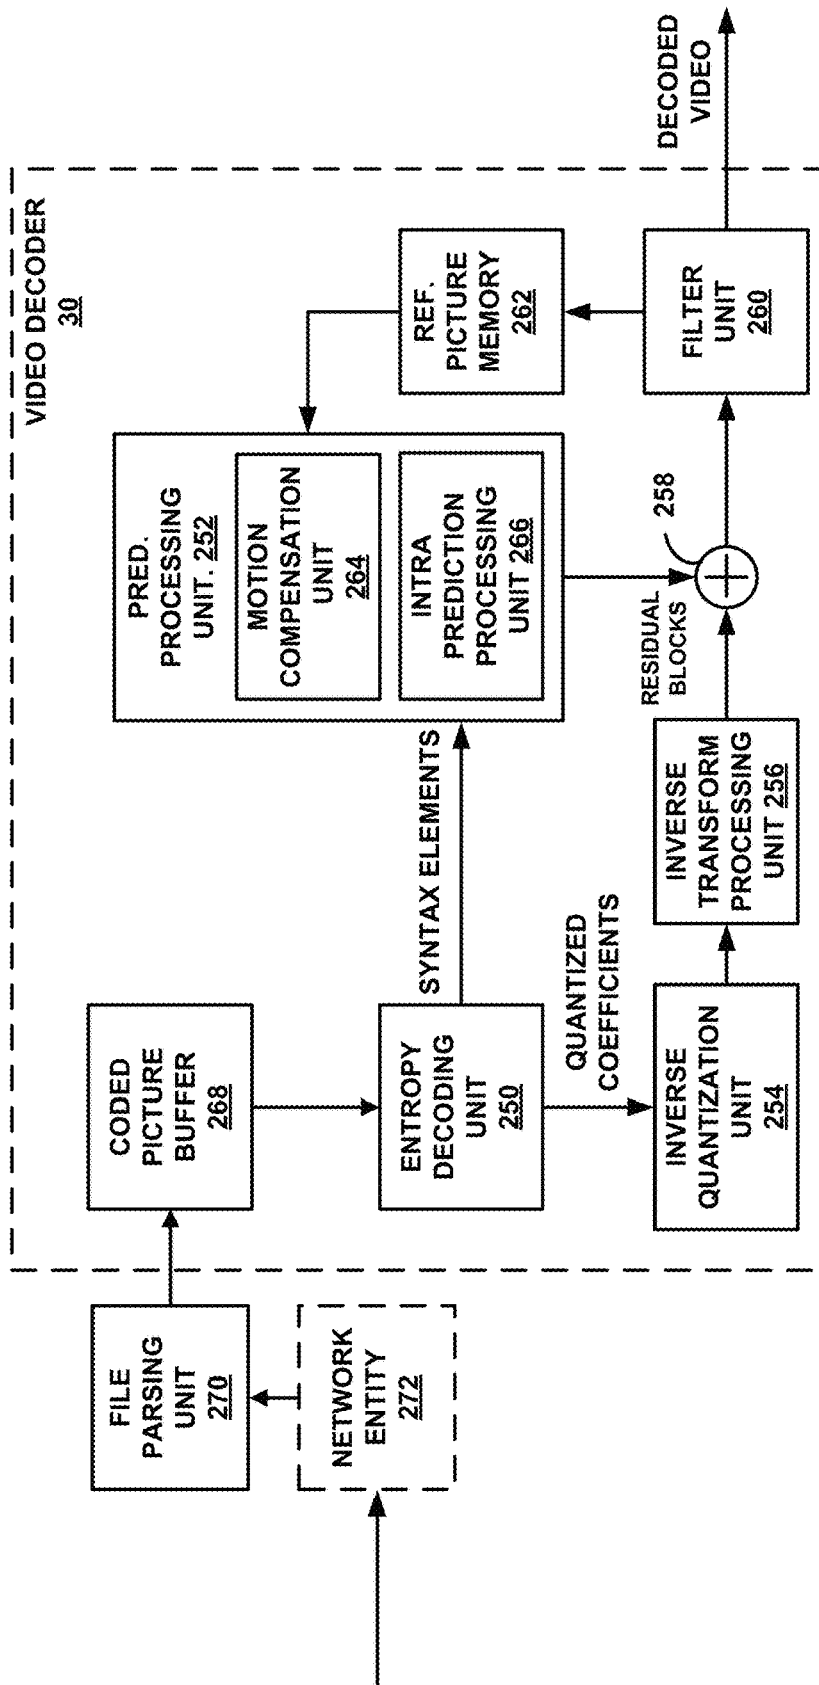 VIDEO DECODER
30
FILE
PARSING
UNIT
270
NETWORK
ENTITY
272
CODED
PICTURE
BUFFER
268
ENTROPY
DECODING
UNIT
250
SYNTAX ELEMENTS
QUANTIZED
COEFFICIENTS
INVERSE
QUANTIZATION
UNIT
254
INVERSE
TRANSFORM
PROCESSING
UNIT 256
PRED.
PROCESSING
UNIT. 252
MOTION
COMPENSATION
UNIT
264
INTRA
PREDICTION
PROCESSING
UNIT 266
RESIDUAL
BLOCKS
258
REF.
PICTURE
MEMORY
262
FILTER
UNIT
260
DECODED
VIDEO